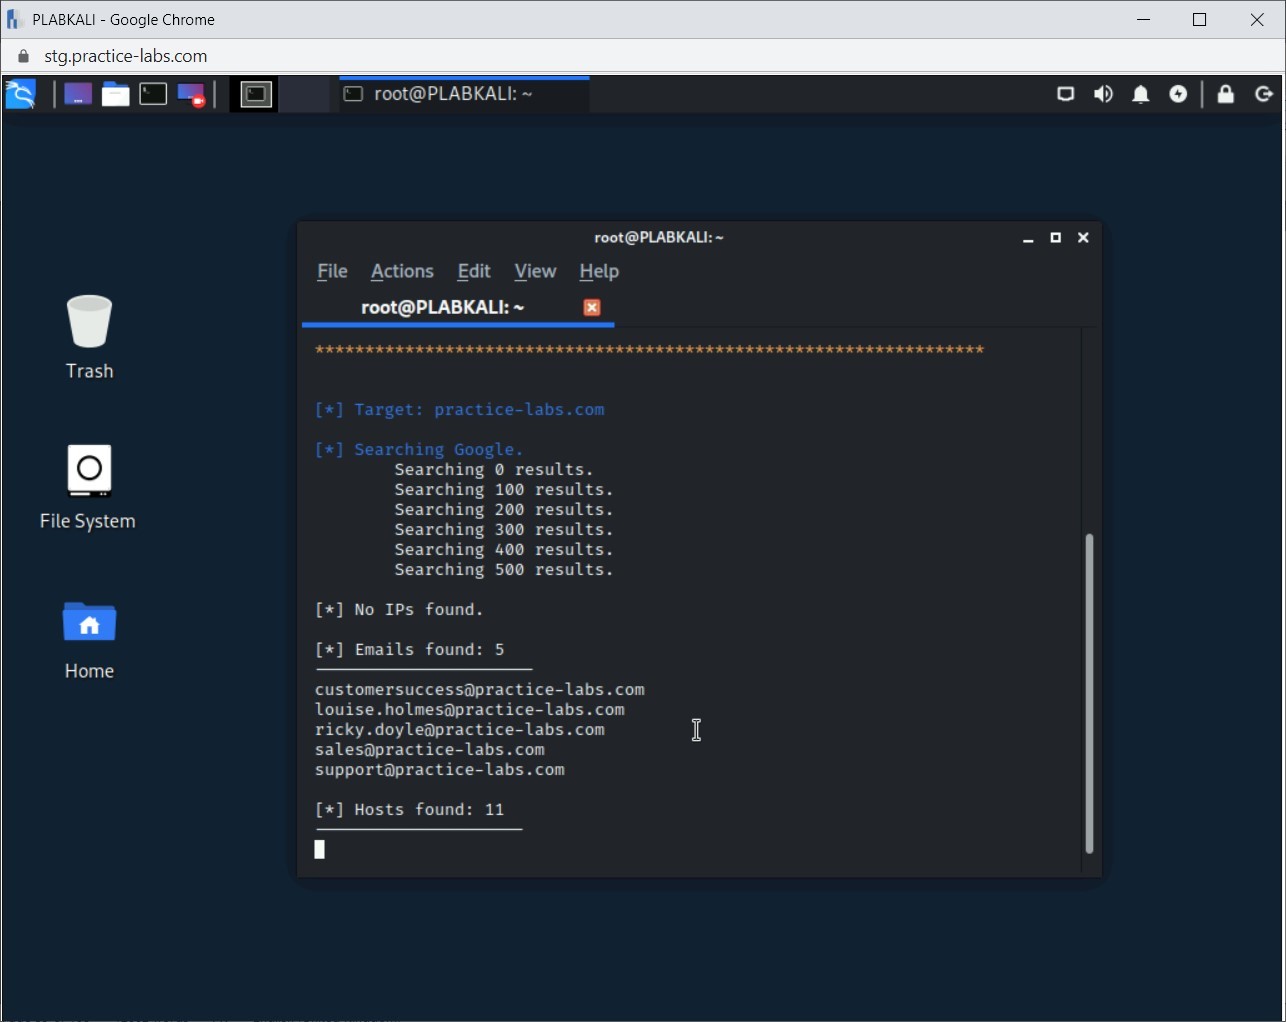 PLABKALI - Google Chrome
stg.practice-labs.com
root@PLABKALI: ~
root@PLABKALI: ~
File Actions Edit View Help
root@PLABKALI: ~
*******************************************************************
[*] Target: practice-labs.com
[*] Searching Google.
Searching 0 results.
Searching 100 results.
Searching 200 results.
Searching 300 results.
Searching 400 results.
Searching 500 results.
[*] No IPs found.
[*] Emails found: 5
customersuccess@practice-labs.com
louise.holmes@practice-labs.com
ricky.doyle@practice-labs.com
sales@practice-labs.com
support@practice-labs.com
[*] Hosts found: 11
Trash
File System
Home